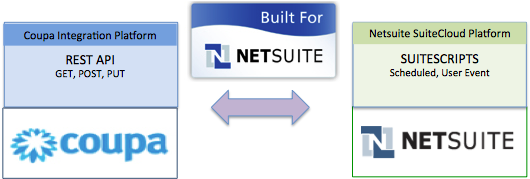 Coupa Integration Platform
REST API
GET, POST, PUT
coupa
Built For
NETSUITE
Netsuite SuiteCloud Platform
SUITESCRIPTS
Scheduled, User Event
NETSUITE